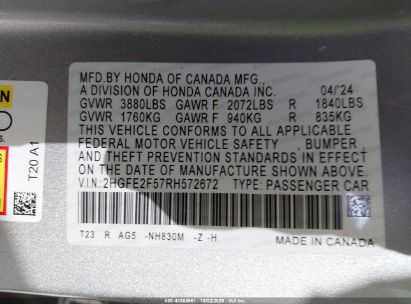 MFD.BY HONDA OF CANADA MFG.,
A DIVISION OF HONDA CANADA INC. 04/'24
GVWR 3880LBS GAWR F 2072LBS R 1840LBS
GVWR 1760KG GAWR F 940KG R 835KG
THIS VEHICLE CONFORMS TO ALL APPLICABLE
FEDERAL MOTOR VEHICLE SAFETY , BUMPER ,
AND THEFT PREVENTION STANDARDS IN EFFECT
ON THE DATE OF MANUFACTURE SHOWN ABOVE.
V.I.N:2HGFE2F57RH572672 TYPE: PASSENGER CAR
T23 R AG5 -NH830M -Z -H
MADE IN CANADA
T20 A1